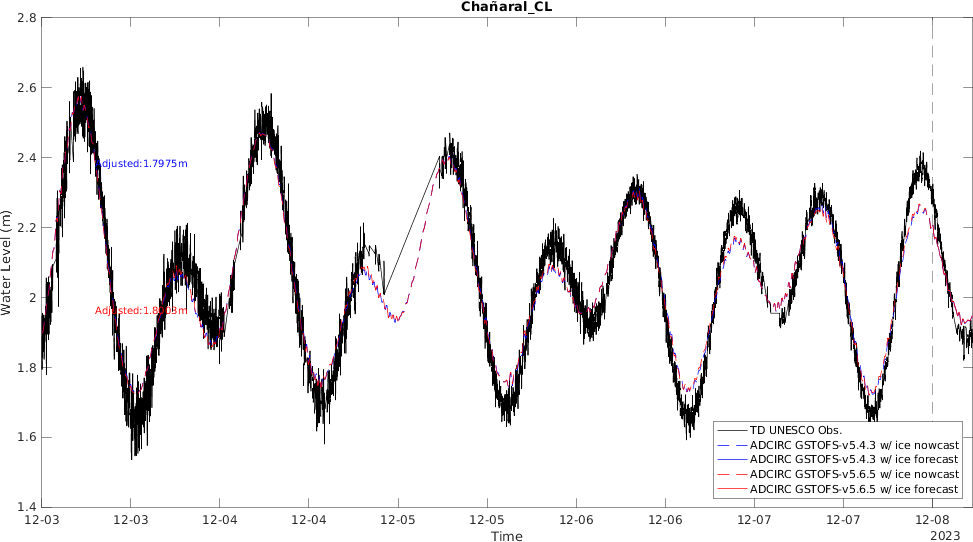 Chañaral_CL
Water Level (m)
2.8
2.6
2.4
2.2
2
1.8
1.6
1.4
Adjusted:1.7975m
TD UNESCO Obs.
ADCIRC GSTOFS-v5.4.3 w/ ice nowcast
ADCIRC GSTOFS-v5.4.3 w/ ice forecast
ADCIRC GSTOFS-v5.6.5 w/ ice nowcast
ADCIRC GSTOFS-v5.6.5 w/ ice forecast
12-03 12-03 12-04 12-04 12-05 12-05 12-06 12-06 12-07 12-07 12-08
2023
Time